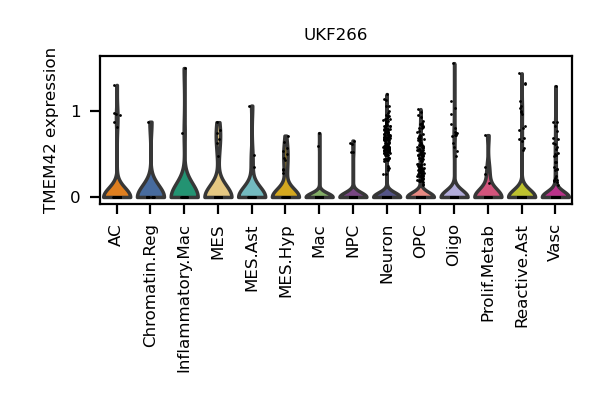 UKF266
TMEM42 expression
1
0
AC
Chromatin.Reg
Inflammatory.Mac
MES
MES.Ast
MES.Hyp
Mac
NPC
Neuron
OPC
Oligo
Prolif.Metab
Reactive.Ast
Vasc